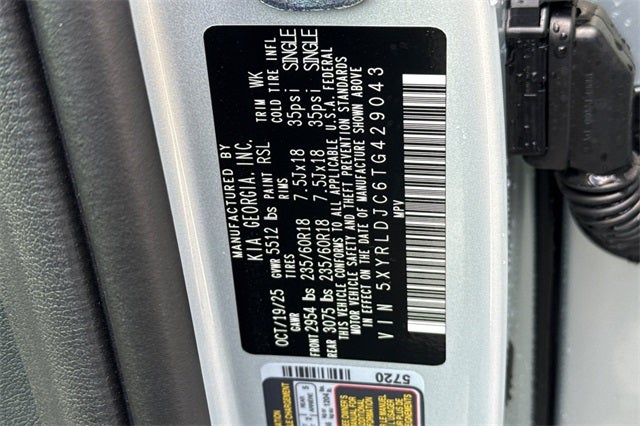 MANUFACTURED BY
KIA GEORGIA, INC.
OCT/19/25 GVWR 5512 lbs PAINT RSL TRIM WK
GAWR TIRES RIMS COLD TIRE INFL
FRONT 2954 lbs 235/60R18 7.5Jx18 35psi SINGLE
REAR 3075 lbs 235/60R18 7.5Jx18 35psi SINGLE
THIS VEHICLE CONFORMS TO ALL APPLICABLE U.S.A. FEDERAL
MOTOR VEHICLE SAFETY AND THEFT PREVENTION STANDARDS
IN EFFECT ON THE DATE OF MANUFACTURE SHOWN ABOVE
VIN 5XYRLDJC6TG429043
MPV
5720